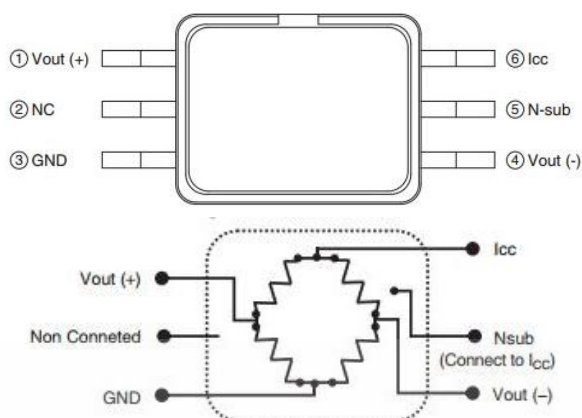 ① Vout (+)
⑥ Icc
② NC
⑤ N-sub
③ GND
④ Vout (-)
Icc
Vout (+)
Non Conneted
Nsub
(Connect to ICC)
GND
Vout (–)